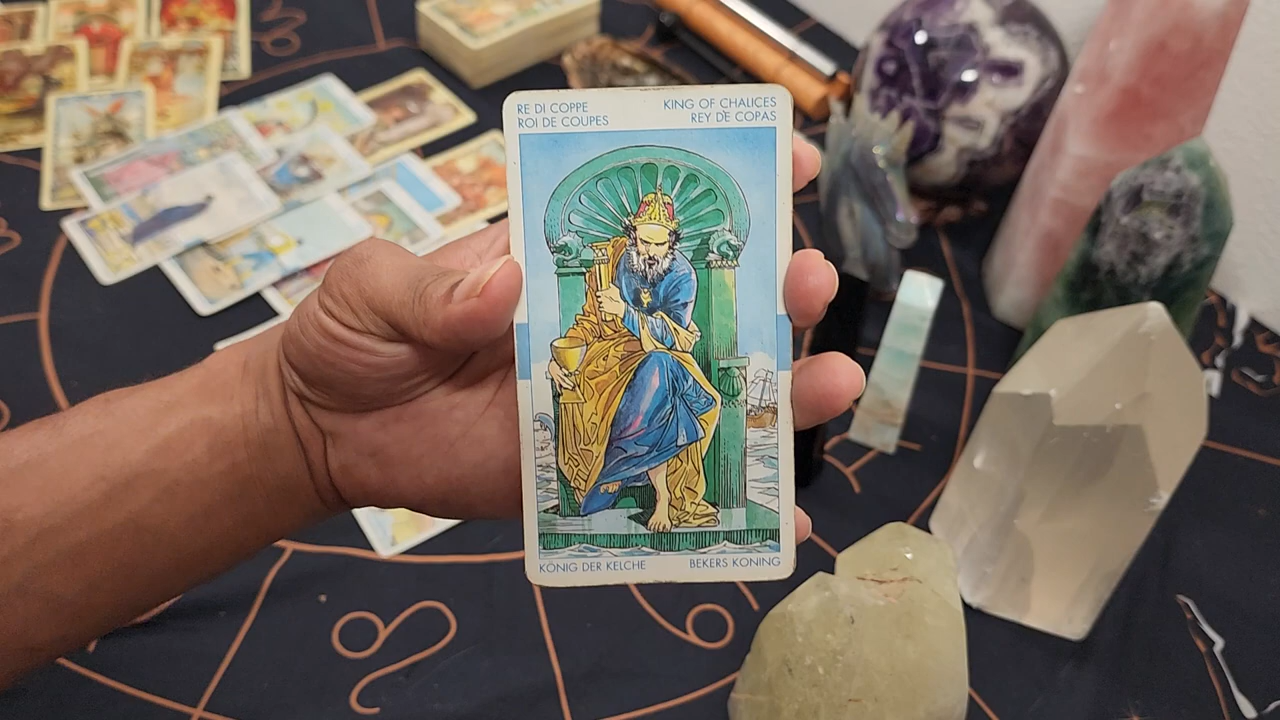 RE DI COPPE
ROI DE COUPES
KING OF CHALICES
REY DE COPAS
KÖNIG DER KELCHE
BEKERS KONING